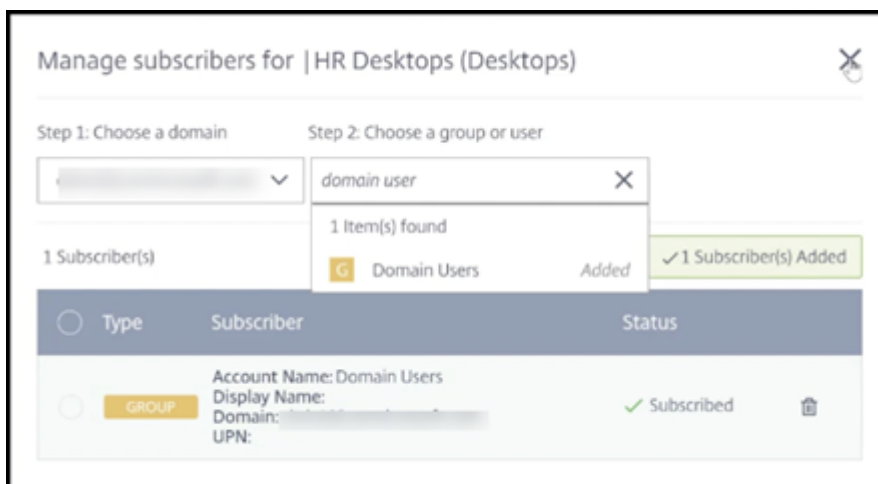 Manage subscribers for |HR Desktops (Desktops)
Step 1: Choose a domain
Step 2: Choose a group or user
domain user
1 Item(s) found
G Domain Users Added
1 Subscriber(s)
✓1 Subscriber(s) Added
Type Subscriber Status
GROUP
Account Name: Domain Users
Display Name:
Domain:
UPN:
✓ Subscribed